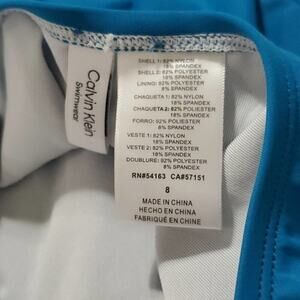 Calvin Klein
Swimwear
SHELL 1: 82% NYLON
18% SPANDEX
SHELL 2: 82% POLYESTER
18% SPANDEX
LINING: 92% POLYESTER
8% SPANDEX
CHAQUETA 1: 82% NYLON
18% SPANDEX
CHAQUETA 2: 82% POLYESTER
18% SPANDEX
FORRO: 92% POLYESTER
8% SPANDEX
VESTE 1: 82% NYLON
18% SPANDEX
VESTE 2: 82% POLYESTER
18% SPANDEX
DOUBLURE: 92% POLYESTER
8% SPANDEX
RN#54163 CA#57151
8
MADE IN CHINA
HECHO EN CHINA
FABRIQUÉ EN CHINE